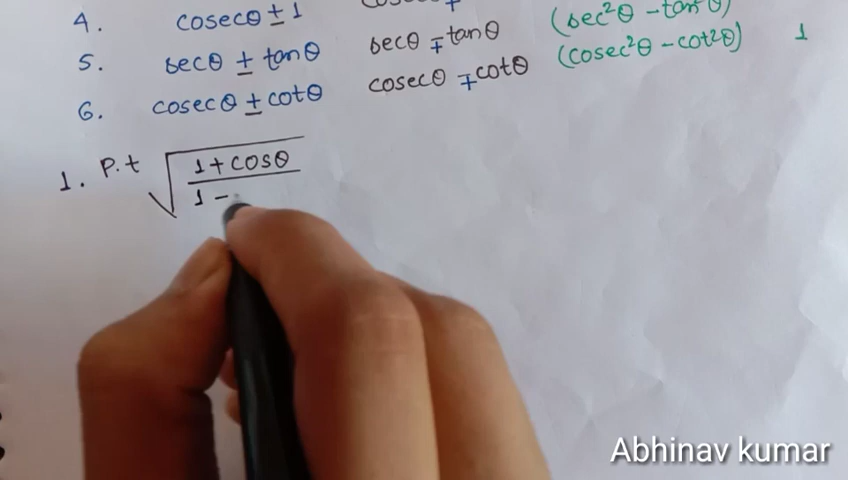 4. cosecθ ± 1
5. secθ ± tanθ secθ ∓ tanθ (sec²θ - tan²θ)
6. cosecθ ± cotθ cosecθ ∓ cotθ (cosec²θ - cot²θ) 1
1. P.t √ 1 + cosθ
1 -
Abhinav kumar